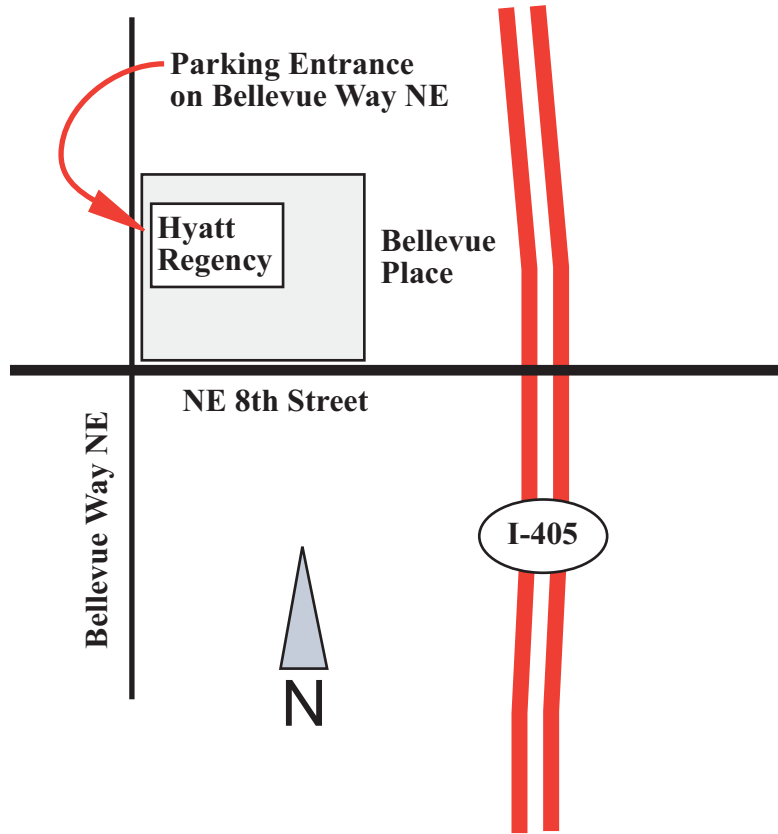 Parking Entrance
on Bellevue Way NE
Hyatt
Regency
Bellevue
Place
NE 8th Street
Bellevue Way NE
I-405
N